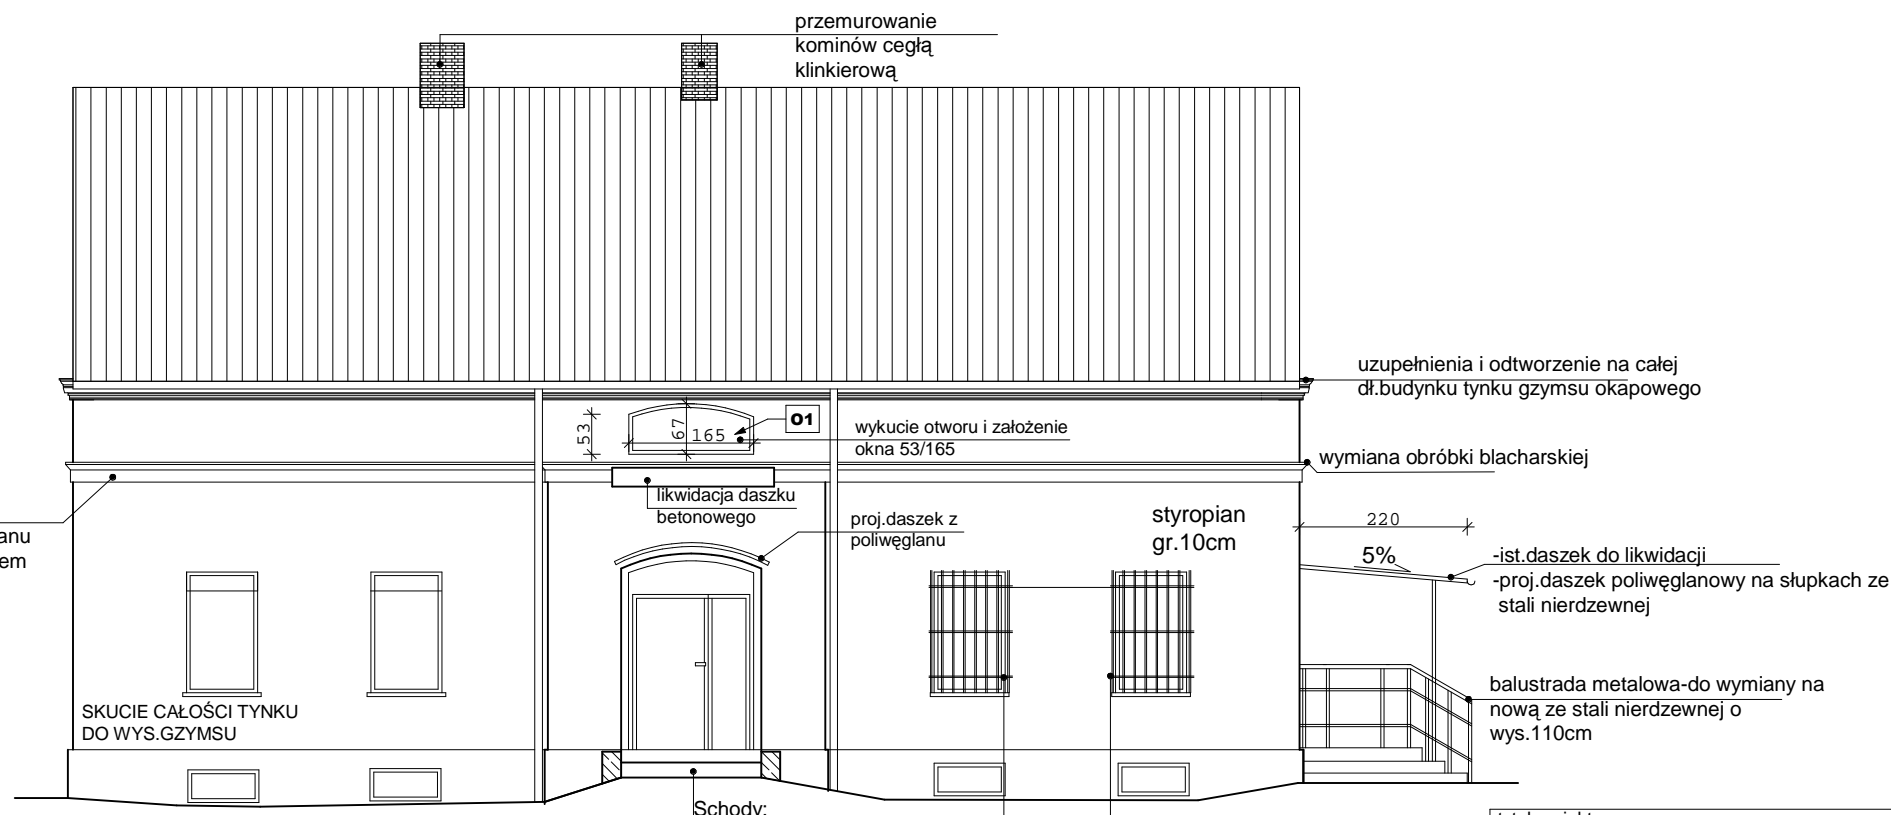 przemurowanie
kominów cegłą
klinkierową
uzupełnienia i odtworzenie na całej
dł.budynku tynku gzymsu okapowego
53
67
165
O1
wykucie otworu i założenie
okna 53/165
wymiana obróbki blacharskiej
likwidacja daszku
betonowego
proj.daszek z
poliwęglanu
styropian
gr.10cm
220
5%
-ist.daszek do likwidacji
-proj.daszek poliwęglanowy na słupkach ze
stali nierdzewnej
anu
em
balustrada metalowa-do wymiany na
nową ze stali nierdzewnej o
wys.110cm
SKUCIE CAŁOŚCI TYNKU
DO WYS.GZYMSU
Schody: